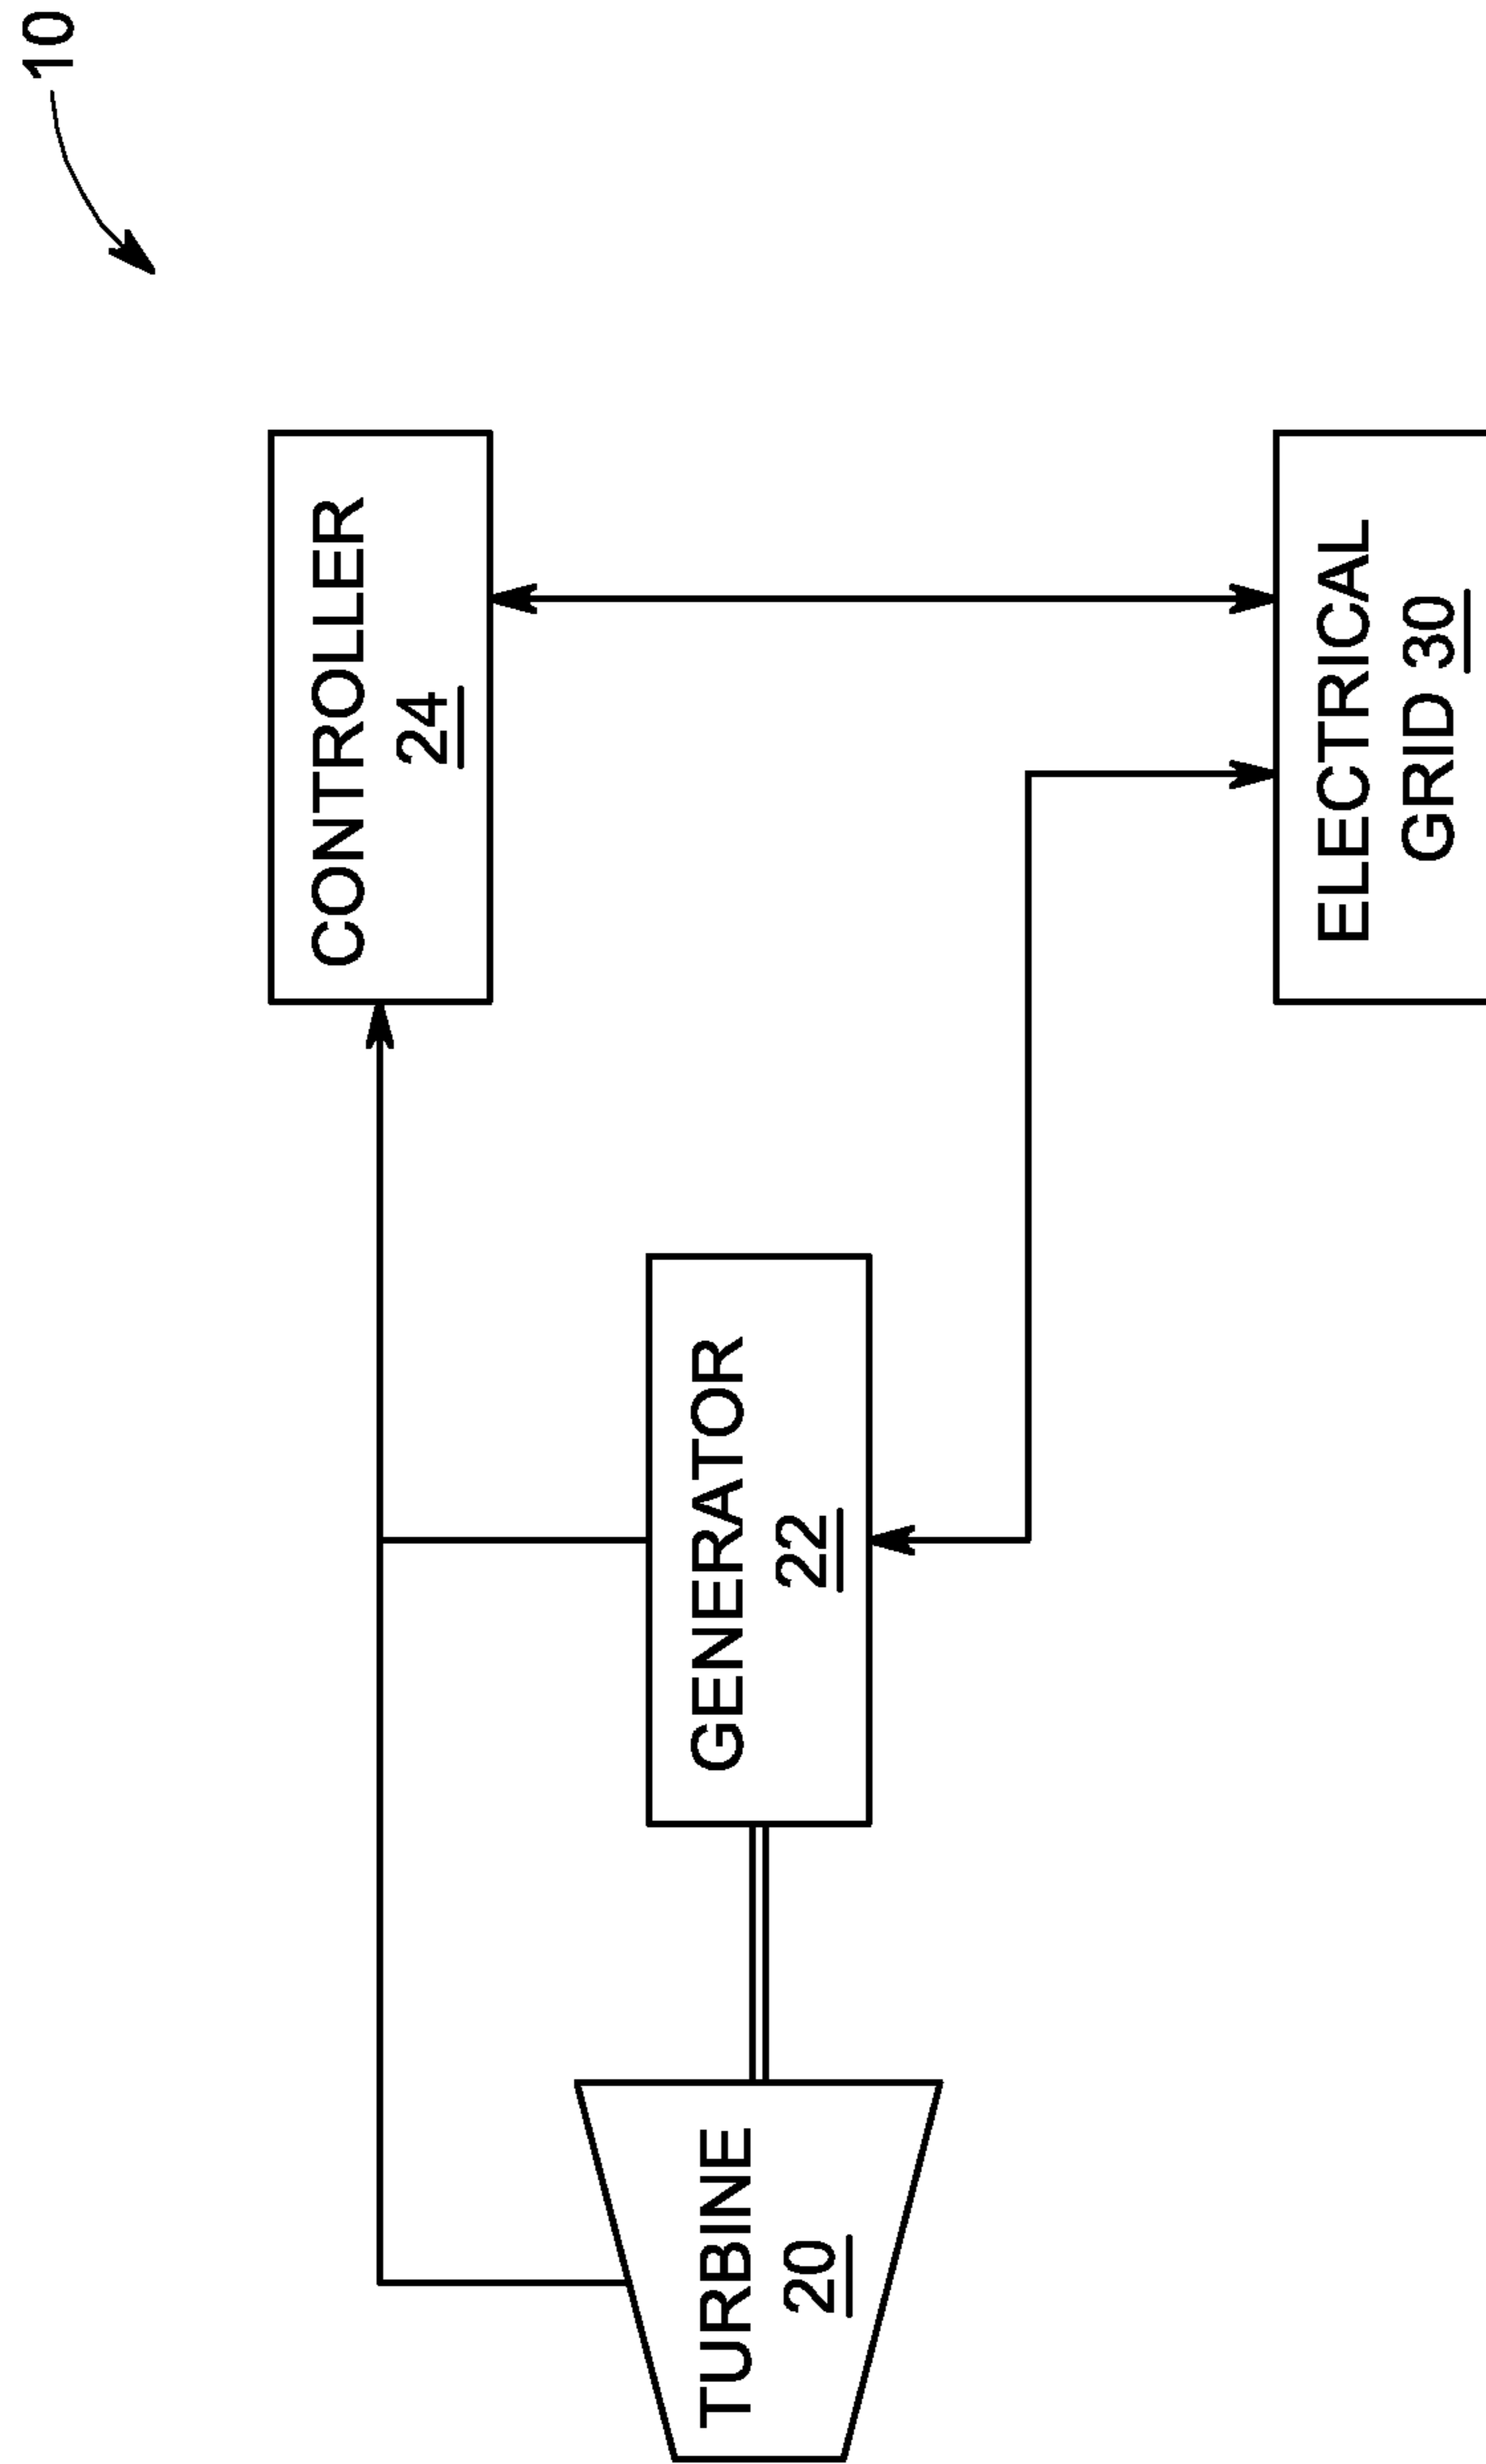 10
CONTROLLER
24
GENERATOR
22
TURBINE
20
ELECTRICAL
GRID 30